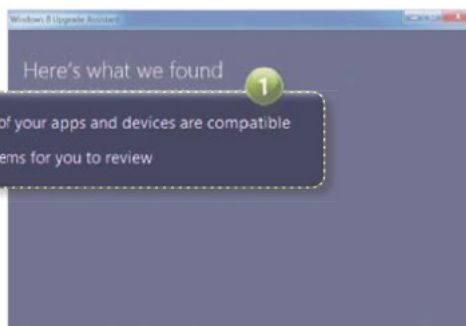 Windows 8 Upgrade Assistant
Here's what we found
1
of your apps and devices are compatible
ems for you to review